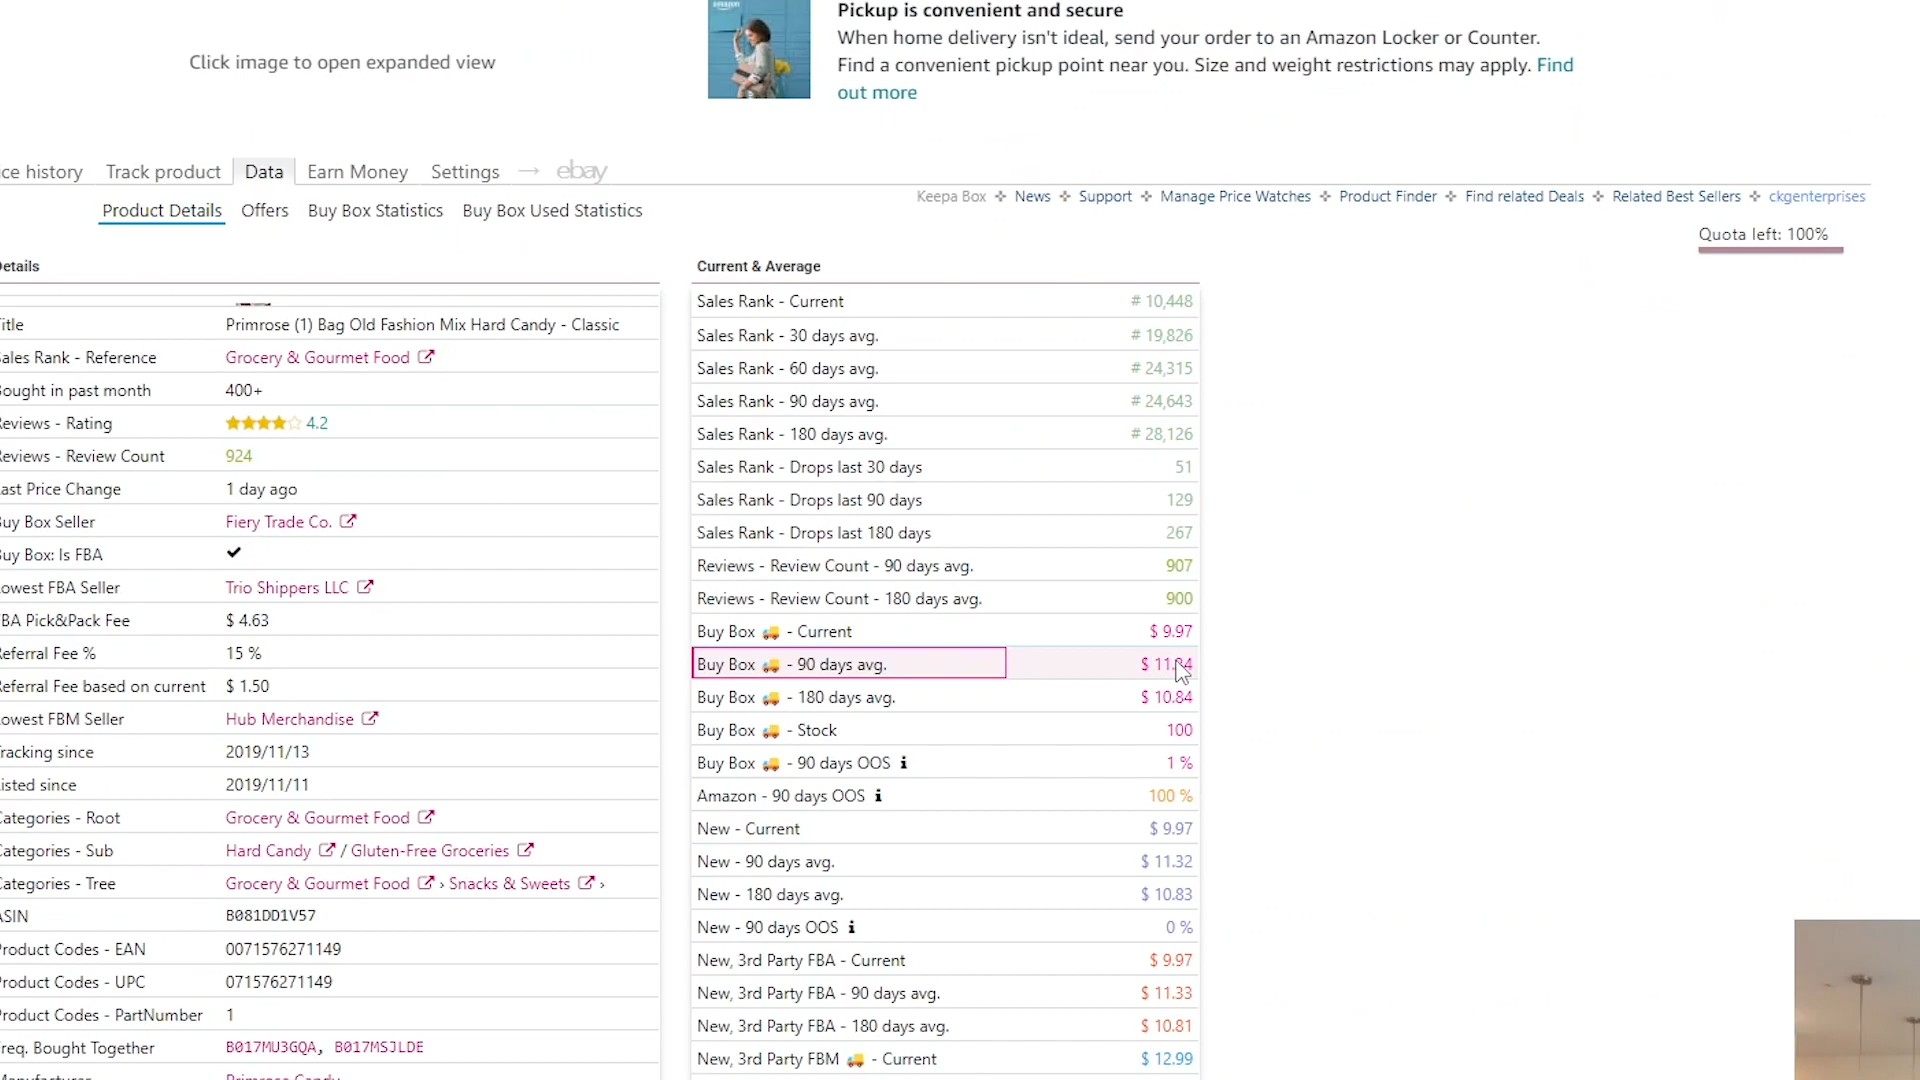 amazon
Pickup is convenient and secure
When home delivery isn't ideal, send your order to an Amazon Locker or Counter.
Click image to open expanded view
Find a convenient pickup point near you. Size and weight restrictions may apply. Find
out more
ice history Track product Data Earn Money Settings → ebay
Keepa Box News Support Manage Price Watches Product Finder Find related Deals Related Best Sellers ckgenterprises
Product Details Offers Buy Box Statistics Buy Box Used Statistics
Quota left: 100%
Details
Current & Average
Sales Rank - Current # 10,448
itle Primrose (1) Bag Old Fashion Mix Hard Candy - Classic
Sales Rank - 30 days avg. # 19,826
ales Rank - Reference Grocery & Gourmet Food
Sales Rank - 60 days avg. # 24,315
ought in past month 400+
Sales Rank - 90 days avg. # 24,643
eviews - Rating 4.2
Sales Rank - 180 days avg. # 28,126
eviews - Review Count 924
Sales Rank - Drops last 30 days 51
ast Price Change 1 day ago
Sales Rank - Drops last 90 days 129
uy Box Seller Fiery Trade Co.
Sales Rank - Drops last 180 days 267
uy Box: Is FBA
Reviews - Review Count - 90 days avg. 907
owest FBA Seller Trio Shippers LLC
Reviews - Review Count - 180 days avg. 900
BA Pick&Pack Fee $ 4.63
Buy Box - Current $ 9.97
eferral Fee % 15 %
Buy Box - 90 days avg.
eferral Fee based on current $ 1.50
Buy Box - 180 days avg. $ 10.84
owest FBM Seller Hub Merchandise
Buy Box - Stock 100
racking since 2019/11/13
Buy Box - 90 days OOS 1 %
isted since 2019/11/11
Amazon - 90 days OOS 100 %
ategories - Root Grocery & Gourmet Food
New - Current $ 9.97
ategories - Sub Hard Candy / Gluten-Free Groceries
New - 90 days avg. $ 11.32
ategories - Tree Grocery & Gourmet Food › Snacks & Sweets ›
New - 180 days avg. $ 10.83
ASIN B081DD1V57
New - 90 days OOS 0 %
roduct Codes - EAN 0071576271149
New, 3rd Party FBA - Current $ 9.97
roduct Codes - UPC 071576271149
New, 3rd Party FBA - 90 days avg. $ 11.33
roduct Codes - PartNumber 1
New, 3rd Party FBA - 180 days avg. $ 10.81
req. Bought Together B017MU3GQA, B017MSJLDE
New, 3rd Party FBM - Current $ 12.99